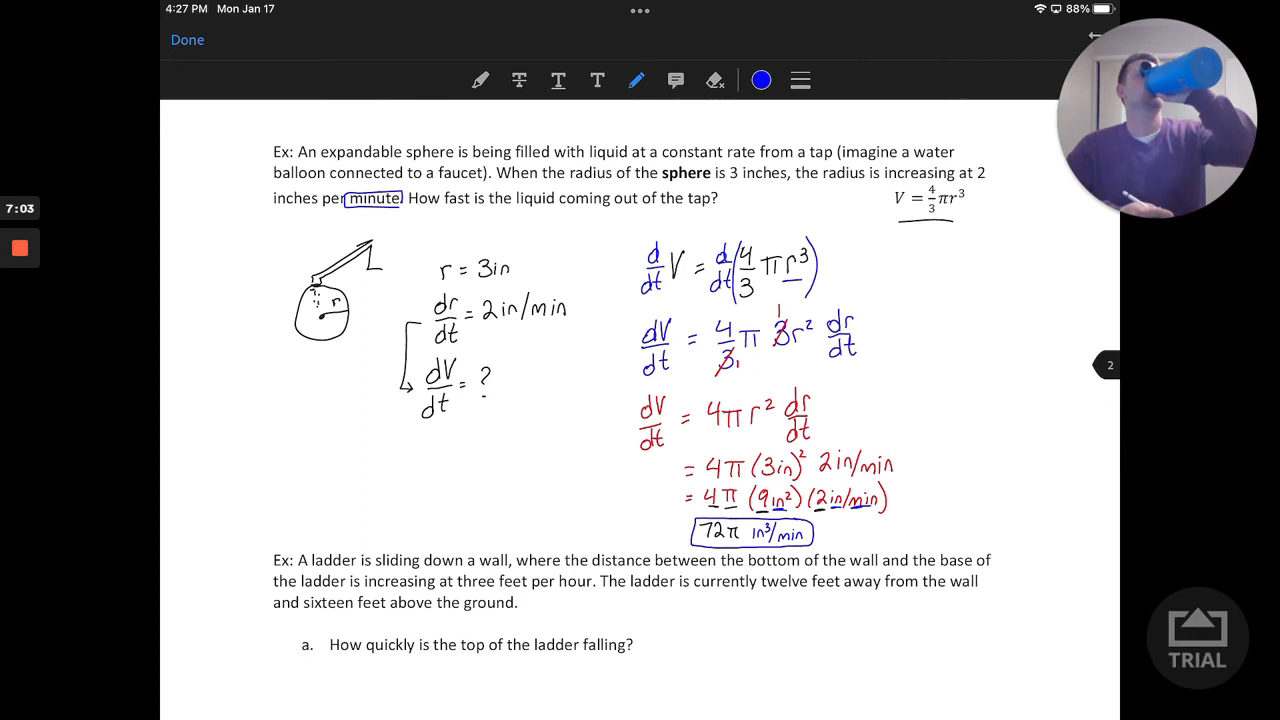 4:27 PM Mon Jan 17
88%
Done
T T T
7:03
Ex: An expandable sphere is being filled with liquid at a constant rate from a tap (imagine a water
balloon connected to a faucet). When the radius of the sphere is 3 inches, the radius is increasing at 2
inches per minute. How fast is the liquid coming out of the tap?
V = 4/3 πr³
r
r = 3in
dr/dt = 2in/min
dV/dt = ?
d/dt V = d/dt (4/3 π r³)
dV/dt = 4/3 π 3r² dr/dt
1
1
dV/dt = 4πr² dr/dt
= 4π (3in)² 2in/min
= 4π (9in²) (2in/min)
72π in³/min
2
Ex: A ladder is sliding down a wall, where the distance between the bottom of the wall and the base of
the ladder is increasing at three feet per hour. The ladder is currently twelve feet away from the wall
and sixteen feet above the ground.
a. How quickly is the top of the ladder falling?
TRIAL